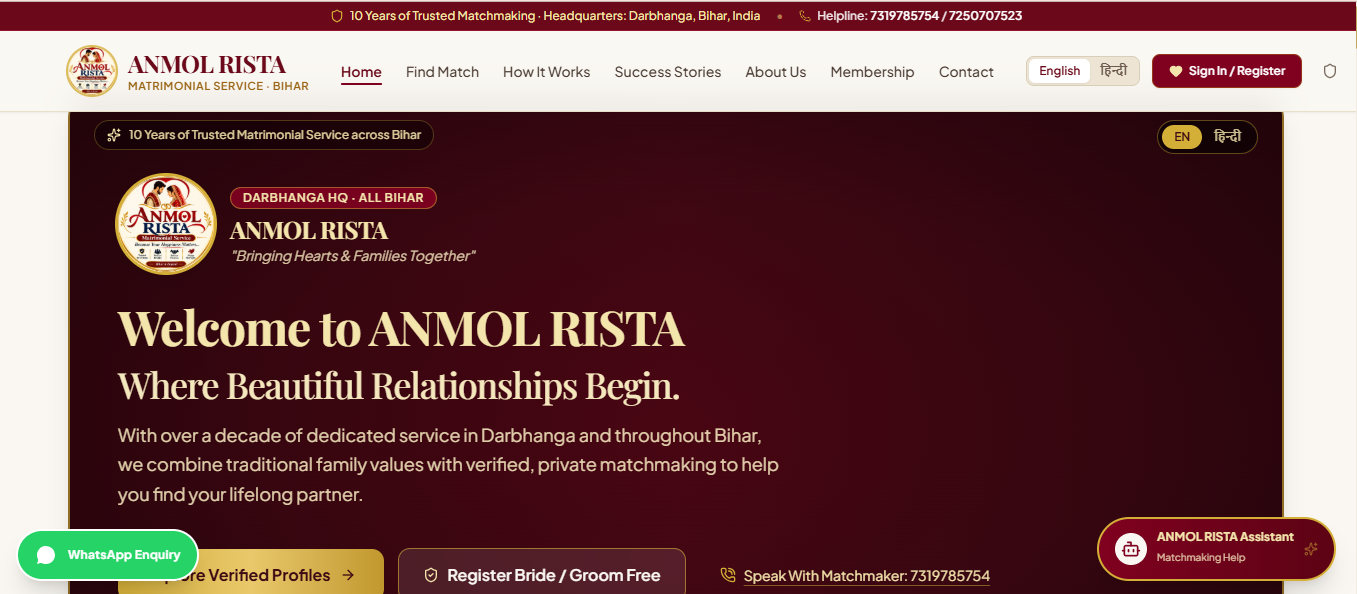 10 Years of Trusted Matchmaking · Headquarters: Darbhanga, Bihar, India • Helpline: 7319785754 / 7250707523
ANMOL RISTA
MATRIMONIAL SERVICE · BIHAR
Home Find Match How It Works Success Stories About Us Membership Contact English हिन्दी Sign In / Register
10 Years of Trusted Matrimonial Service across Bihar
EN हिन्दी
ANMOL
RISTA
Matrimonial Service
DARBHANGA HQ · ALL BIHAR
ANMOL RISTA
"Bringing Hearts & Families Together"
Welcome to ANMOL RISTA
Where Beautiful Relationships Begin.
With over a decade of dedicated service in Darbhanga and throughout Bihar,
we combine traditional family values with verified, private matchmaking to help
you find your lifelong partner.
WhatsApp Enquiry
re Verified Profiles →
Register Bride / Groom Free
Speak With Matchmaker: 7319785754
ANMOL RISTA Assistant
Matchmaking Help